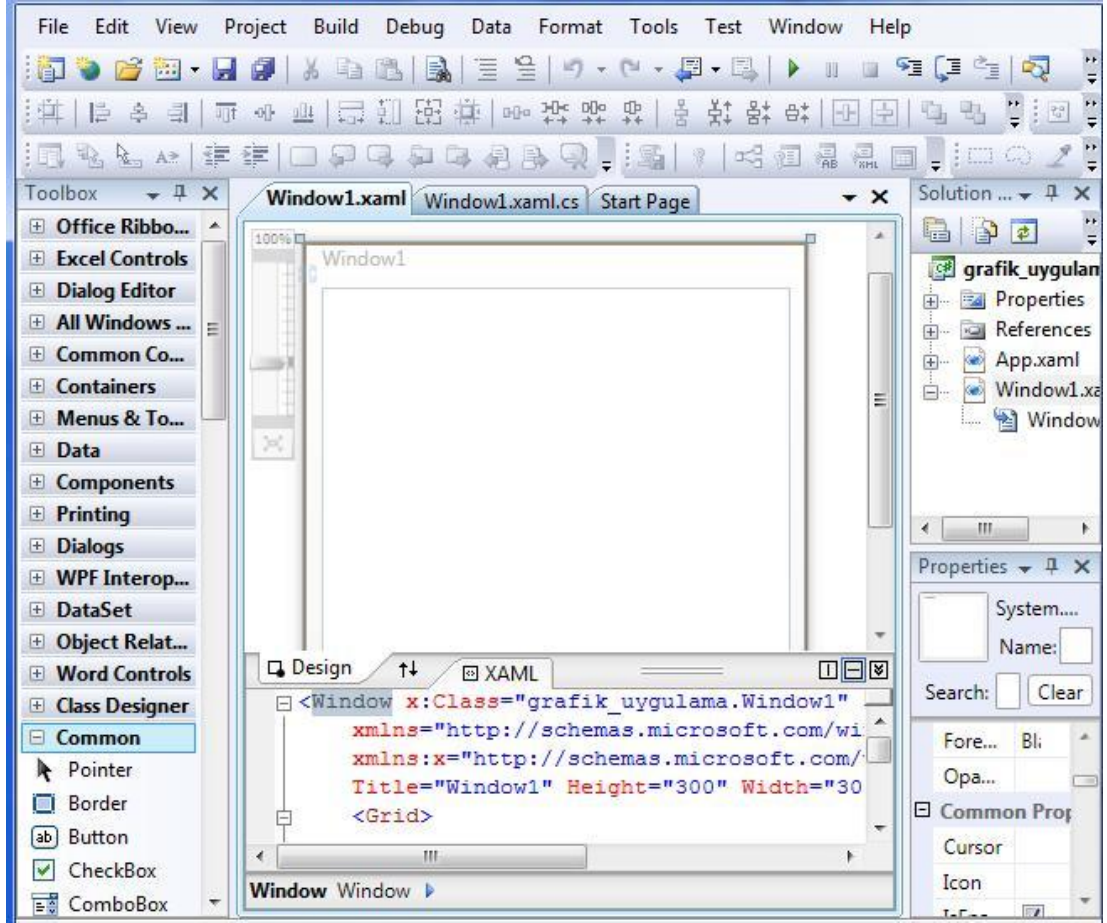 File Edit View Project Build Debug Data Format Tools Test Window Help
Toolbox
Office Ribbo...
Excel Controls
Dialog Editor
All Windows ...
Common Co...
Containers
Menus & To...
Data
Components
Printing
Dialogs
WPF Interop...
DataSet
Object Relat...
Word Controls
Class Designer
Common
Pointer
Border
Button
CheckBox
ComboBox
Window1.xaml Window1.xaml.cs Start Page
100%
Window1
Design XAML
<Window x:Class="grafik_uygulama.Window1"
xmlns="http://schemas.microsoft.com/wi
xmlns:x="http://schemas.microsoft.com/
Title="Window1" Height="300" Width="30
<Grid>
Window Window
Solution ...
grafik_uygulam
Properties
References
App.xaml
Window1.xa
Window
Properties
System....
Name:
Search: Clear
Fore... Bl
Opa...
Common Prop
Cursor
Icon